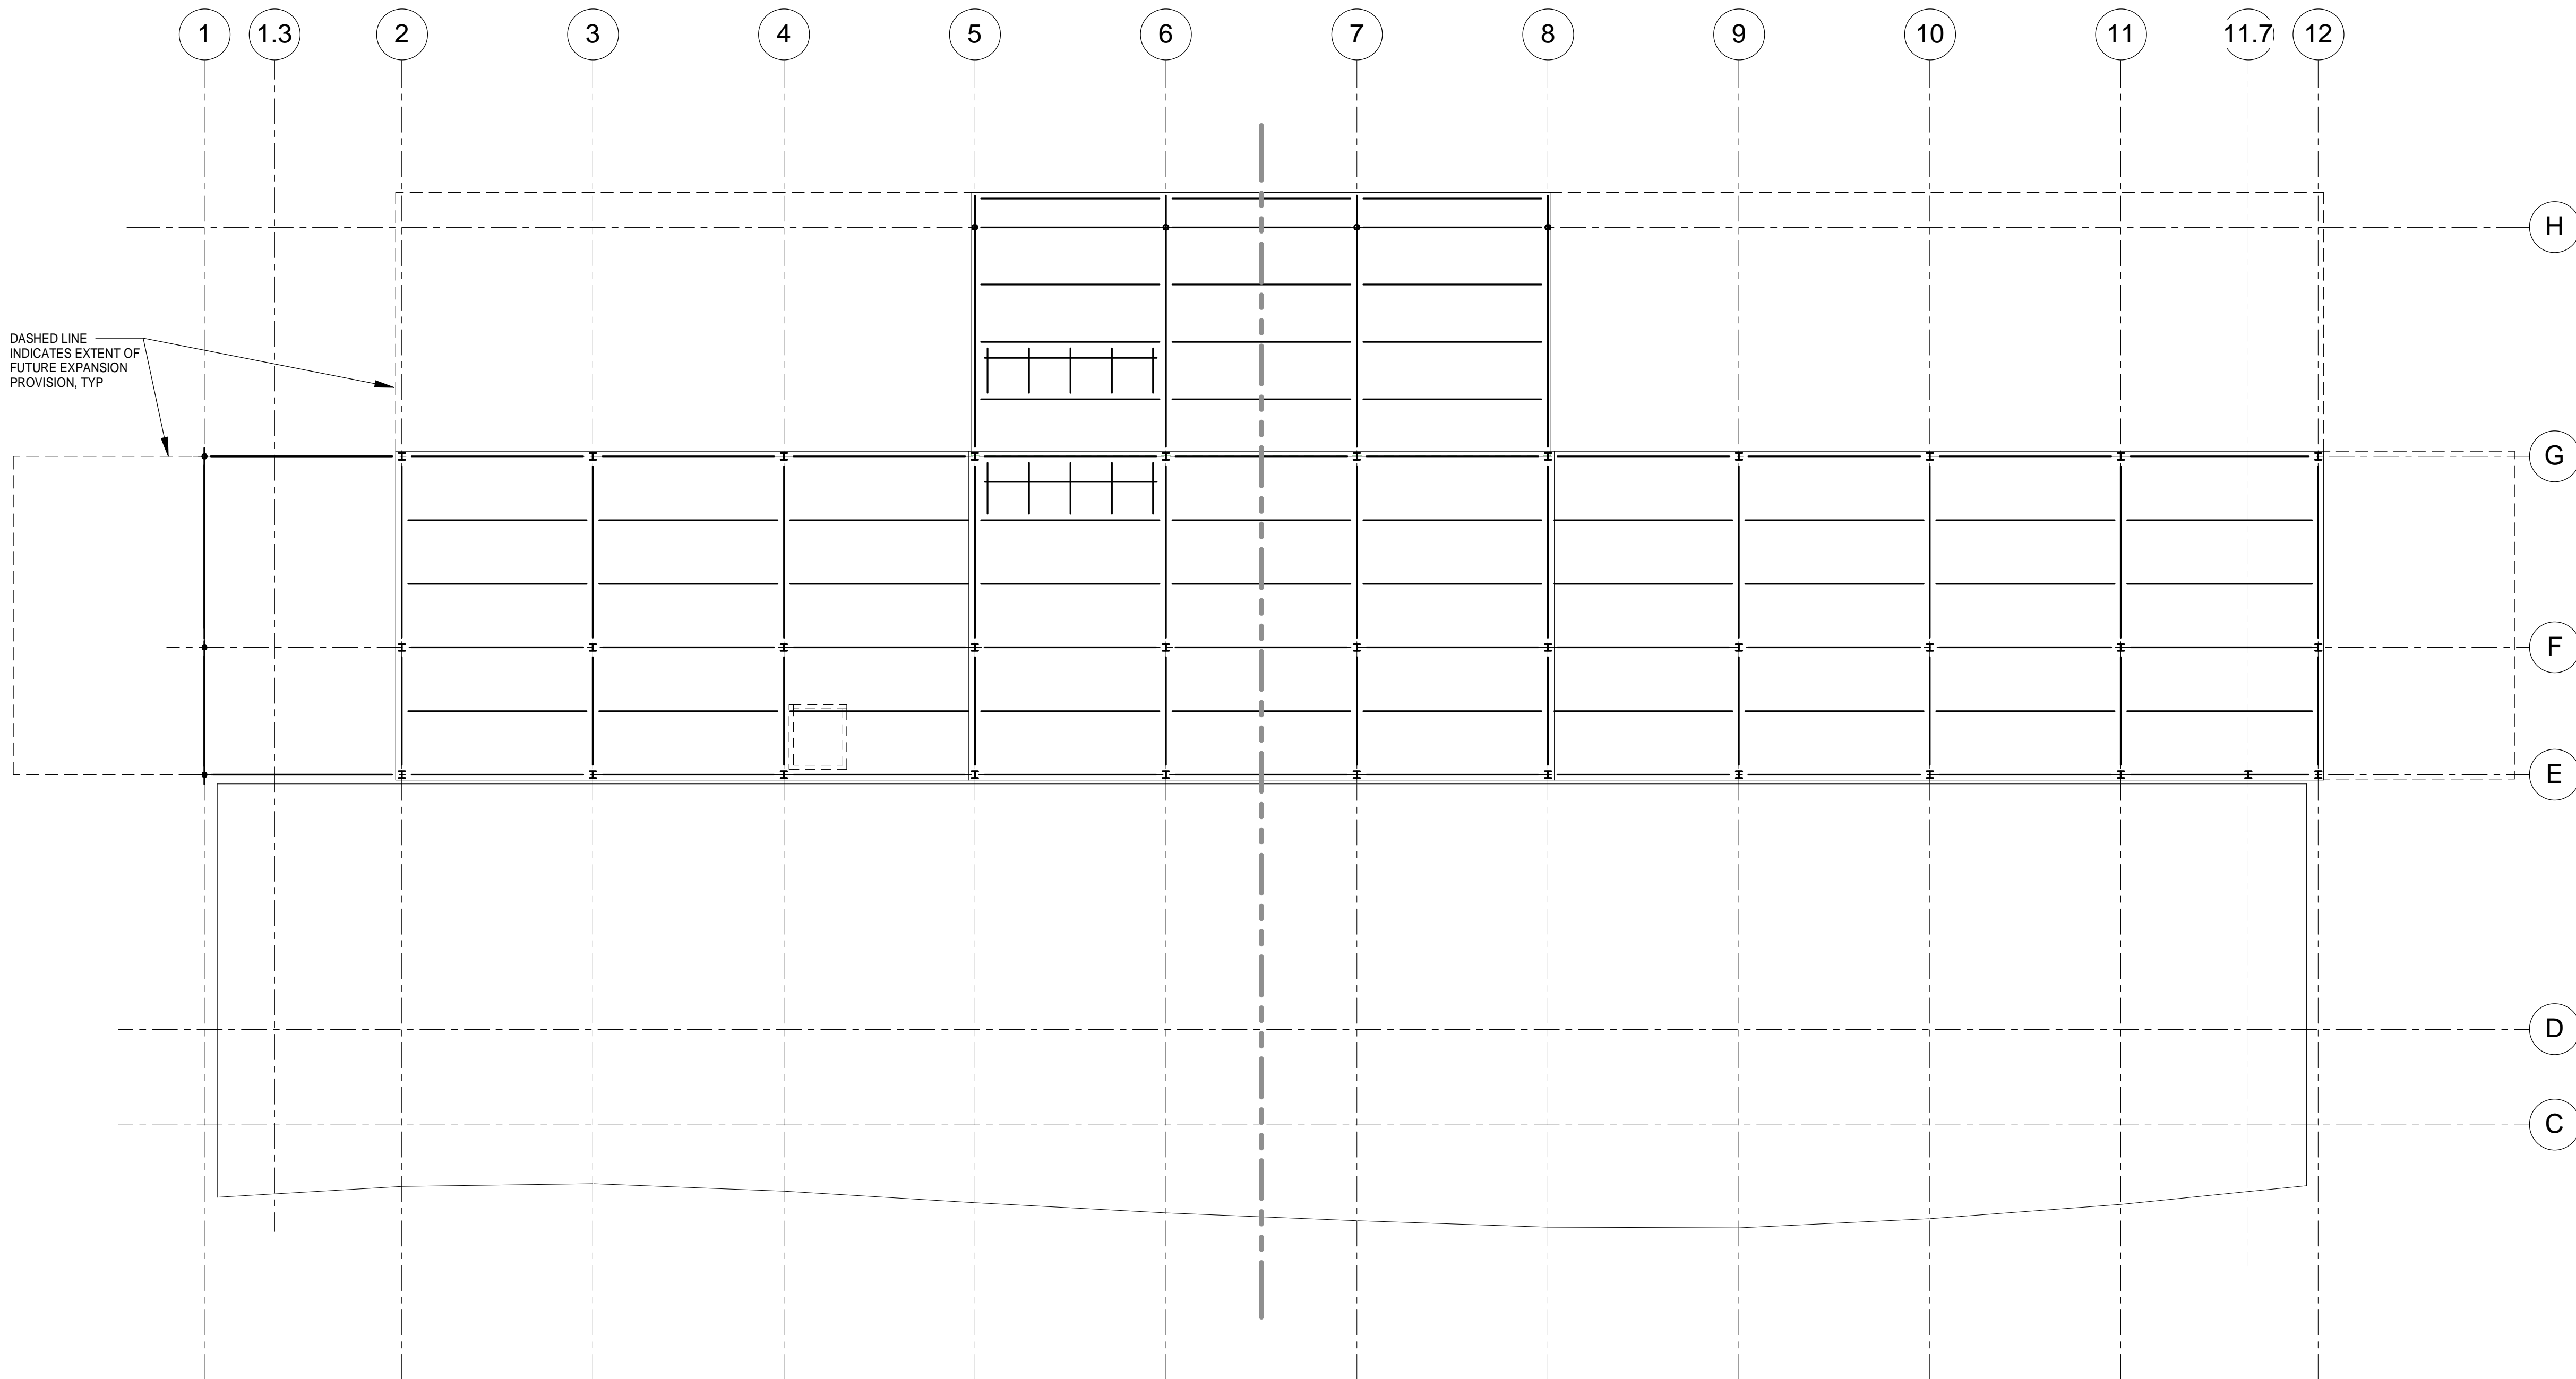 1
1.3
2
3
4
5
6
7
8
9
10
11
11.7
12
H
DASHED LINE
INDICATES EXTENT OF
FUTURE EXPANSION
PROVISION, TYP
G
F
E
D
C